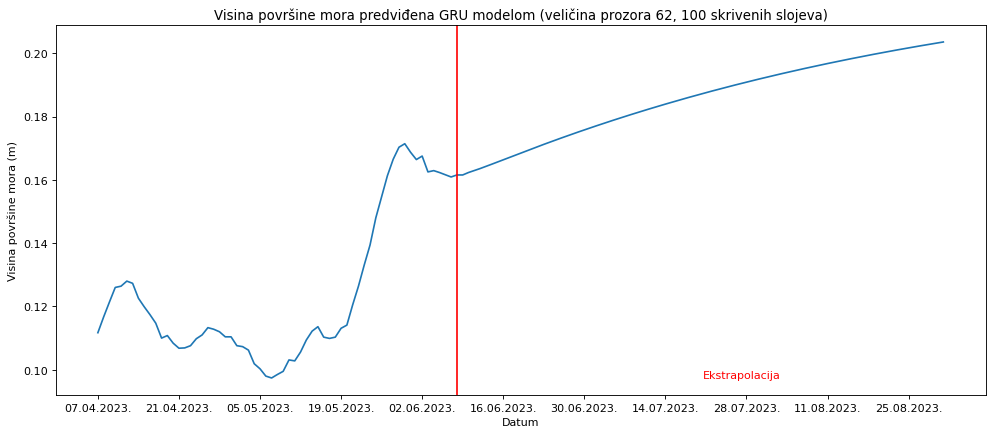 Visina površine mora predviđena GRU modelom (veličina prozora 62, 100 skrivenih slojeva)
Visina površine mora (m)
0.20
0.18
0.16
0.14
0.12
0.10
Ekstrapolacija
07.04.2023. 21.04.2023. 05.05.2023. 19.05.2023. 02.06.2023. 16.06.2023. 30.06.2023. 14.07.2023. 28.07.2023. 11.08.2023. 25.08.2023.
Datum